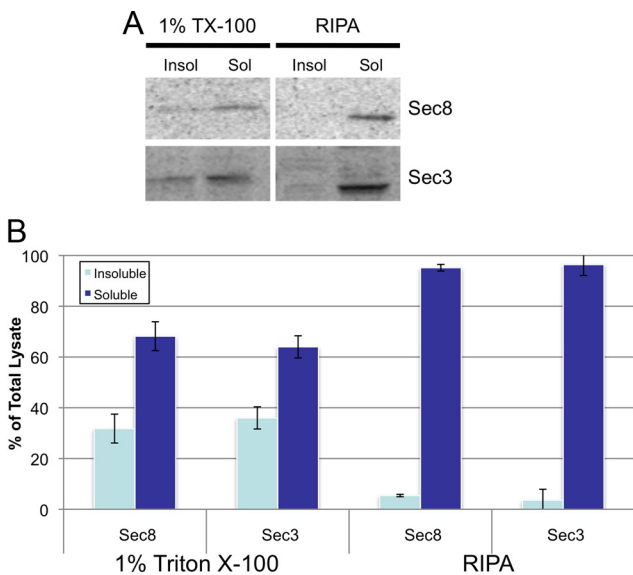 A
1% TX-100 RIPA
Insol Sol Insol Sol
Sec8
Sec3
B
% of Total Lysate
100
80
60
40
20
0
Insoluble
Soluble
Sec8 Sec3 Sec8 Sec3
1% Triton X-100 RIPA